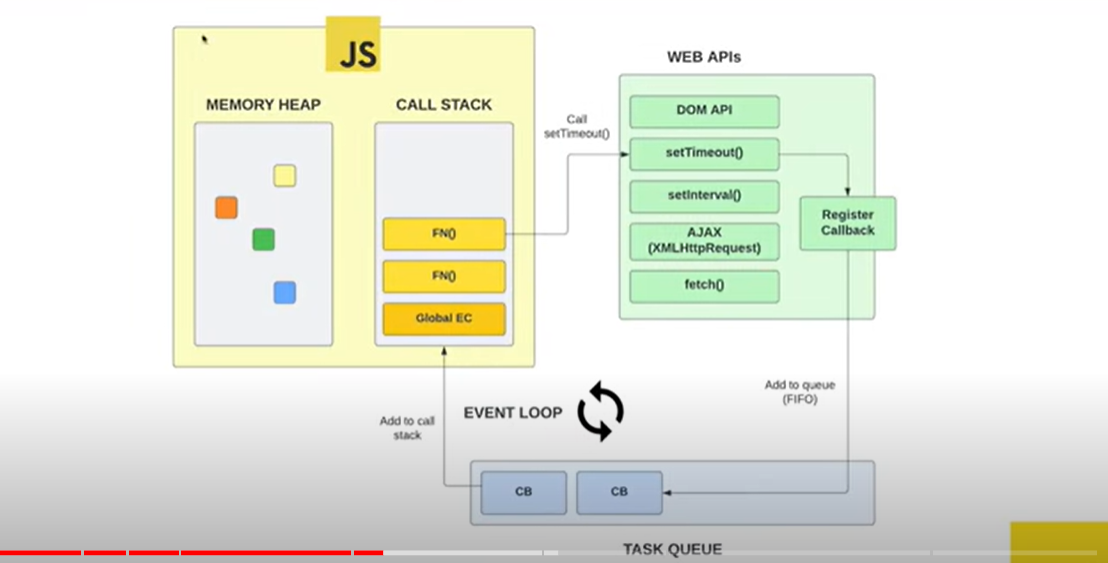 JS
MEMORY HEAP
CALL STACK
FN()
FN()
Global EC
Call
setTimeout()
WEB APIs
DOM API
setTimeout()
setInterval()
AJAX
(XMLHttpRequest)
fetch()
Register
Callback
Add to queue
(FIFO)
Add to call
stack
EVENT LOOP
CB
CB
TASK QUEUE